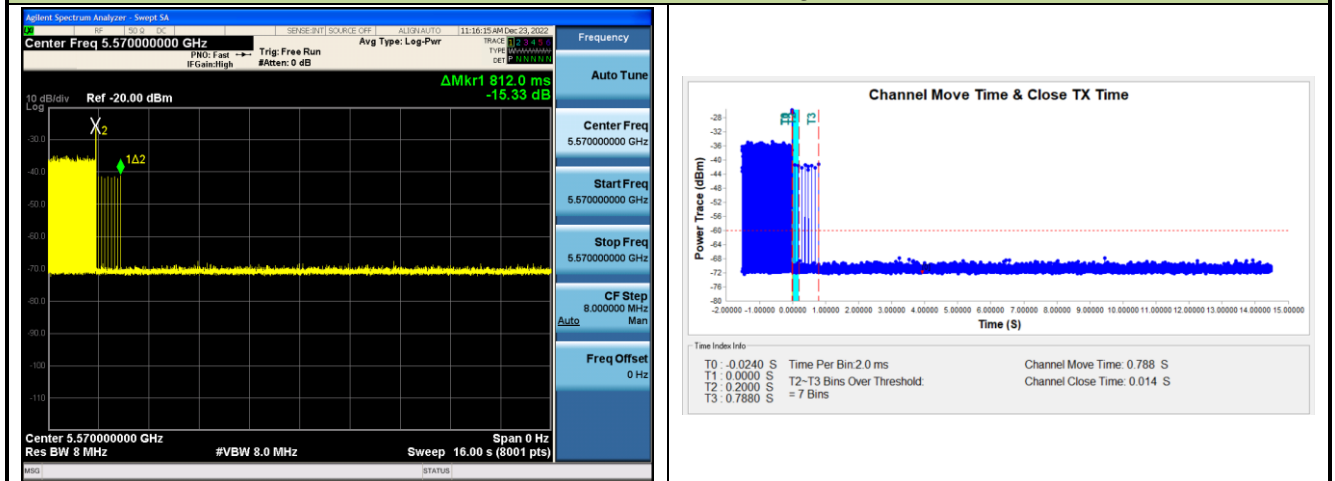 Agilent Spectrum Analyzer - Swept SA
RF 50 Ω DC SENSE:INT SOURCE OFF ALIGN AUTO 11:16:15 AM Dec 23, 2022
Center Freq 5.570000000 GHz
PNO: Fast
IFGain:High
Trig: Free Run
#Atten: 0 dB
Avg Type: Log-Pwr
TRACE 1 2 3 4 5 6
TYPE
DET P N N N N N
ΔMkr1 812.0 ms
-15.33 dB
10 dB/div Ref -20.00 dBm
Log
2
1Δ2
-30.0
-40.0
-50.0
-60.0
-70.0
-80.0
-90.0
-100
-110
Center 5.570000000 GHz Span 0 Hz
Res BW 8 MHz #VBW 8.0 MHz Sweep 16.00 s (8001 pts)
MSG STATUS
Frequency
Auto Tune
Center Freq
5.570000000 GHz
Start Freq
5.570000000 GHz
Stop Freq
5.570000000 GHz
CF Step
8.000000 MHz
Auto Man
Freq Offset
0 Hz
Channel Move Time & Close TX Time
T3
Power Trace (dBm)
-28
-32
-36
-40
-44
-48
-52
-56
-60
-64
-68
-72
-76
-80
-2.00000 -1.00000 0.00000 1.00000 2.00000 3.00000 4.00000 5.00000 6.00000 7.00000 8.00000 9.00000 10.00000 11.00000 12.00000 13.00000 14.00000 15.00000
Time (S)
Time Index Info
T0 : -0.0240 S
T1 : 0.0000 S
T2 : 0.2000 S
T3 : 0.7880 S
Time Per Bin:2.0 ms
T2~T3 Bins Over Threshold:
= 7 Bins
Channel Move Time: 0.788 S
Channel Close Time: 0.014 S